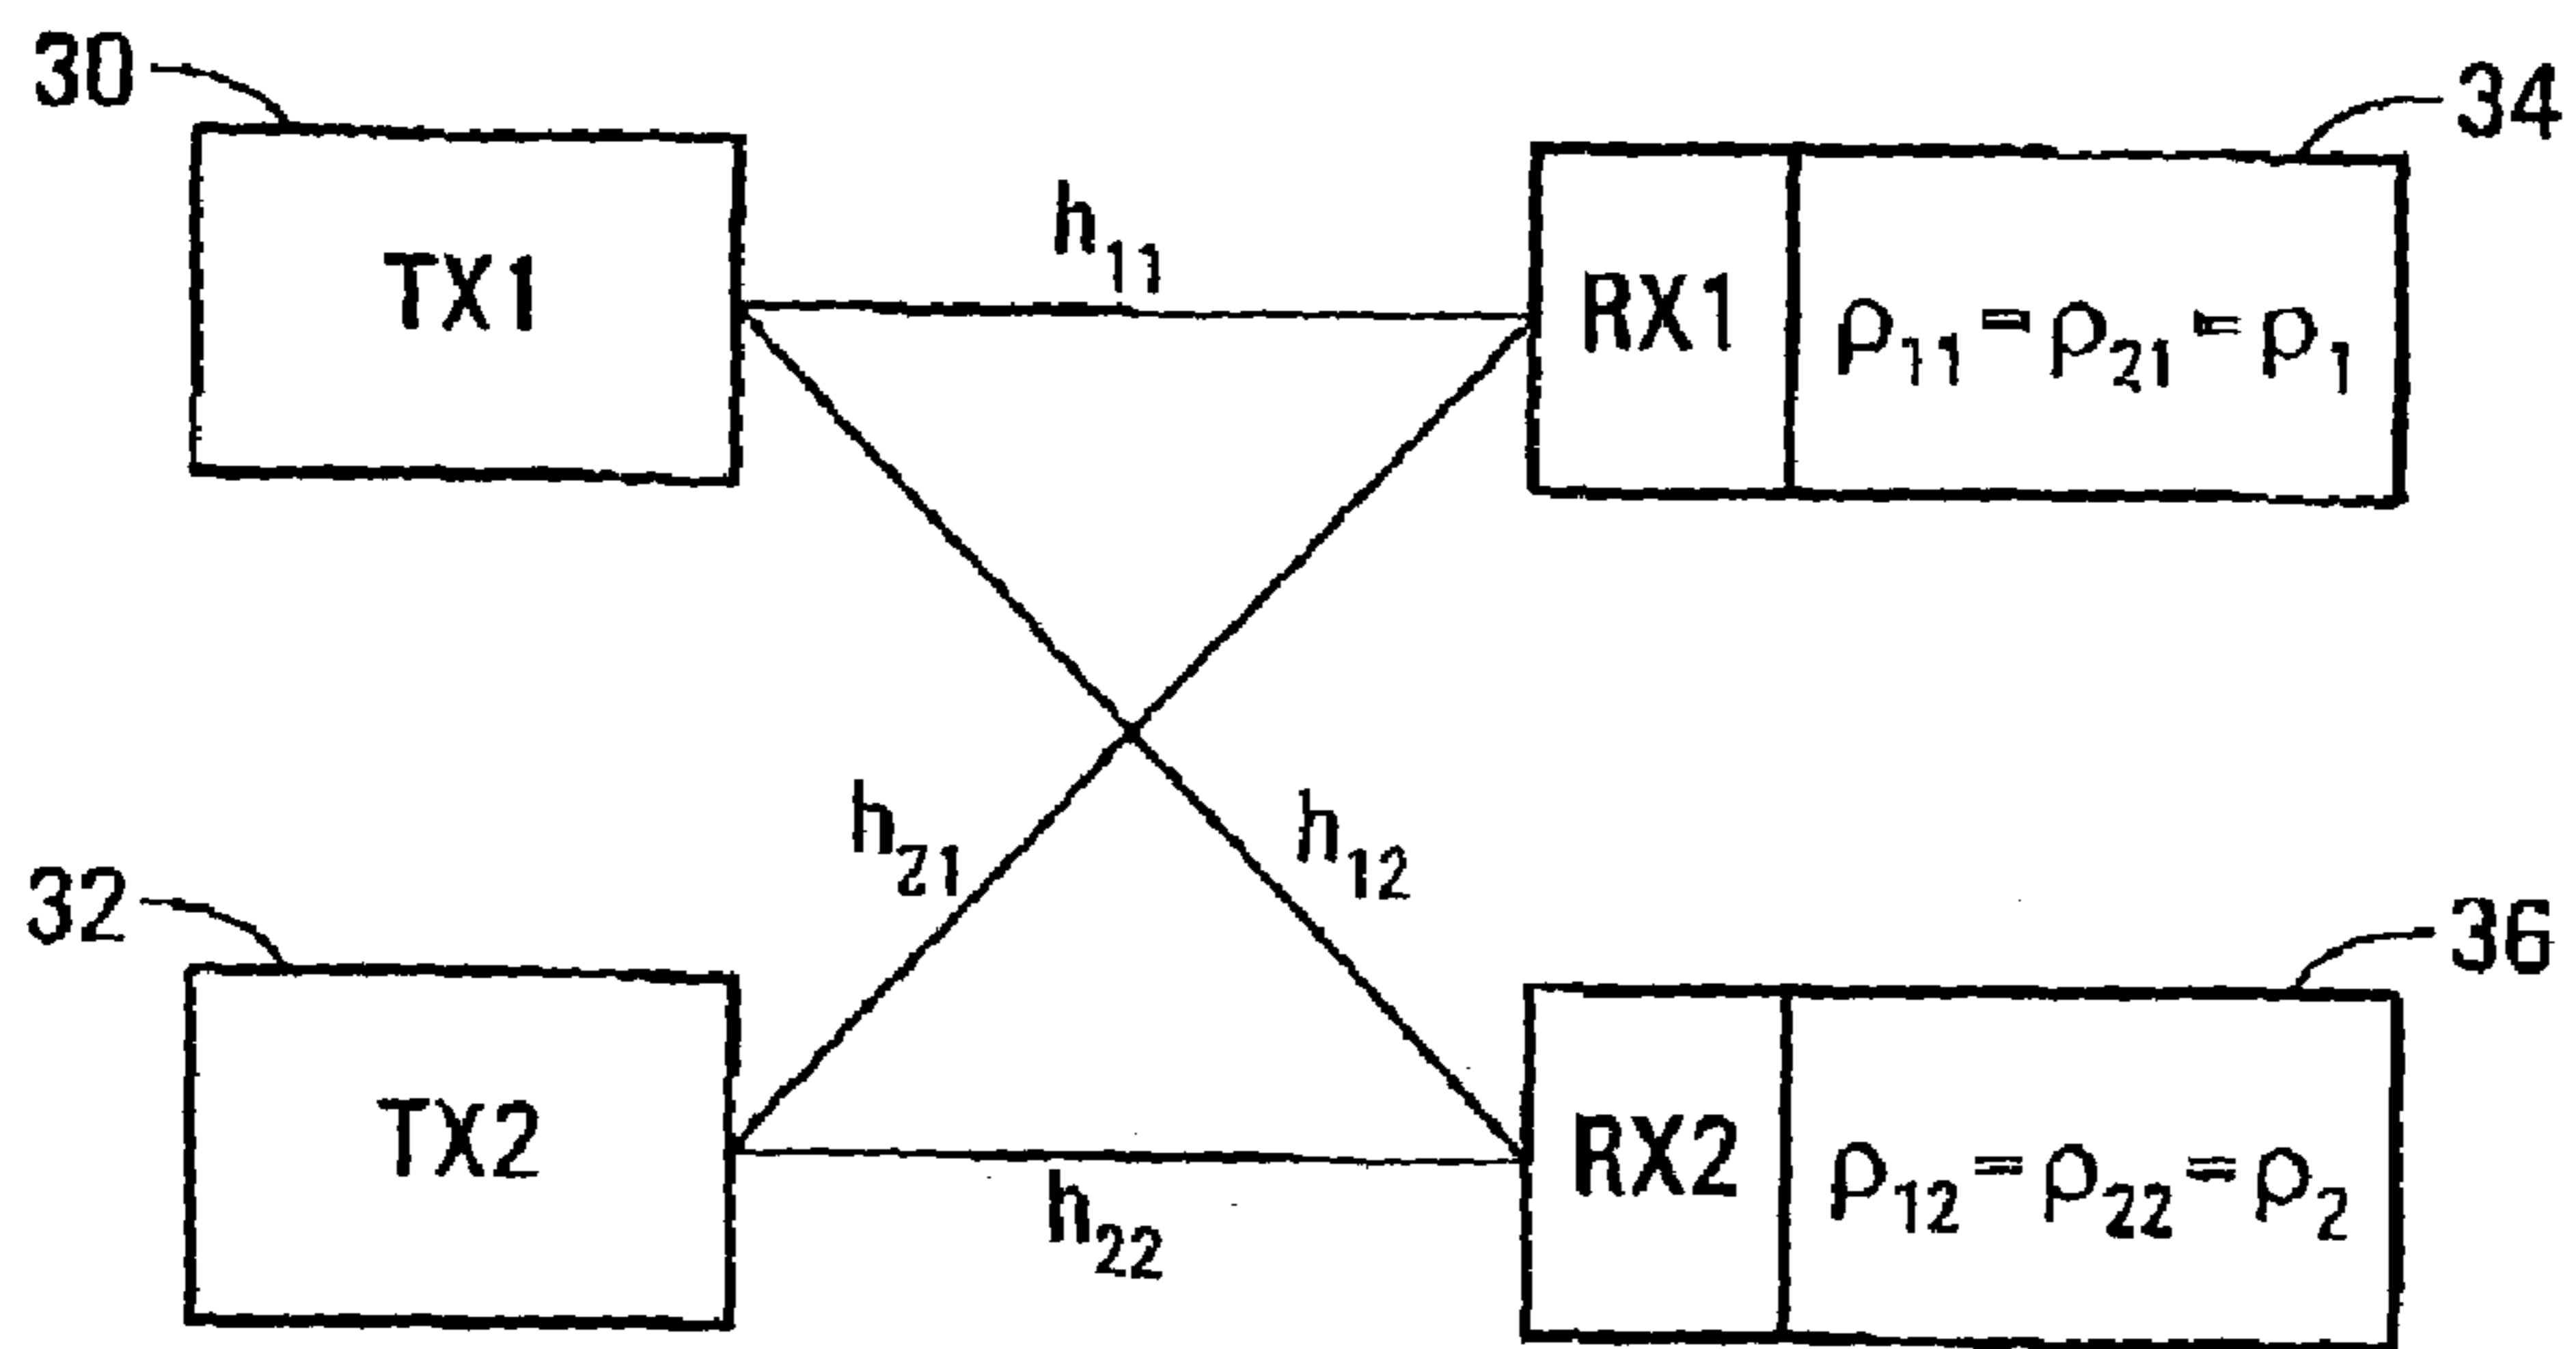 30
34
TX1
h₁₁
RX1
ρ₁₁ = ρ₂₁ = ρ₁
h₂₁
h₁₂
32
36
TX2
h₂₂
RX2
ρ₁₂ = ρ₂₂ = ρ₂